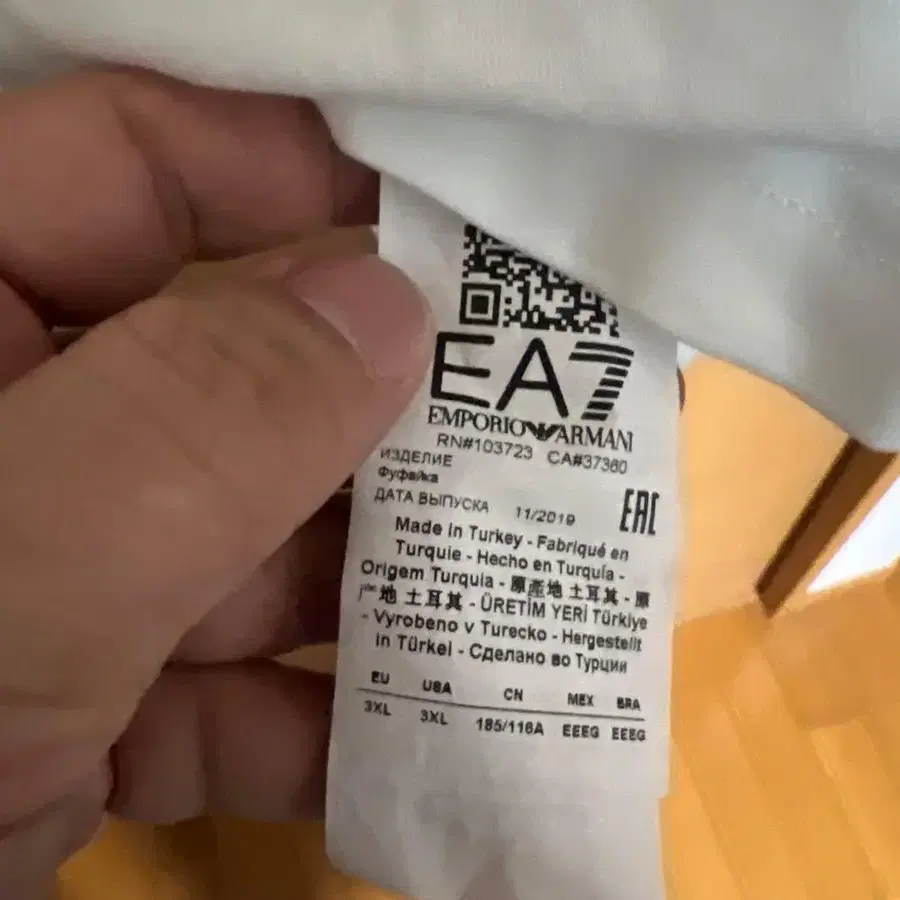 EA7
EMPORIO ARMANI
RN#103723 CA#37360
ИЗДЕЛИЕ
Фуфайка
ДАТА ВЫПУСКА 11/2019
EAC
Made in Turkey - Fabriqué en
Turquie - Hecho en Turquía -
Origem Turquia - 原產地 土耳其 - 原
地 土耳其 - ÜRETİM YERİ Türkiye
- Vyrobeno v Turecko - Hergestellt
in Türkei - Сделано во Турции
EU USA CN MEX BRA
3XL 3XL 185/116A EEEG EEEG